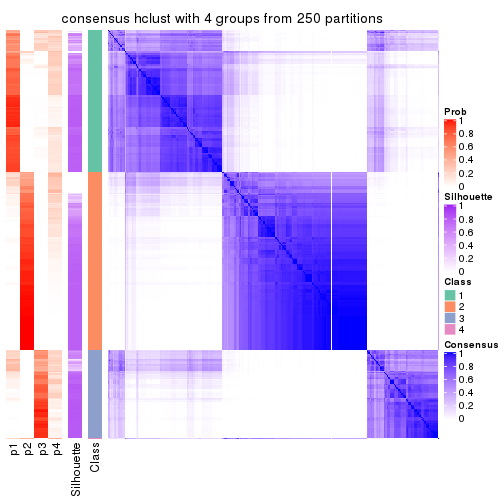 consensus hclust with 4 groups from 250 partitions
Prob
1
0.8
0.6
0.4
0.2
0
Silhouette
1
0.8
0.6
0.4
0.2
0
Class
1
2
3
4
Consensus
1
0.8
0.6
0.4
0.2
0
p1
p2
p3
p4
Silhouette
Class